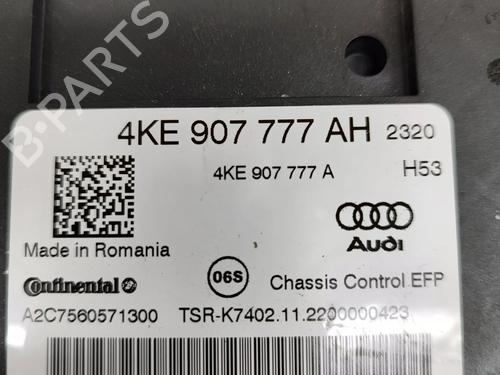 4KE 907 777 AH 2320
4KE 907 777 A H53
Audi
Made in Romania
Continental 06S Chassis Control EFP
A2C7560571300 TSR-K7402.11.2200000423
B-PARTS